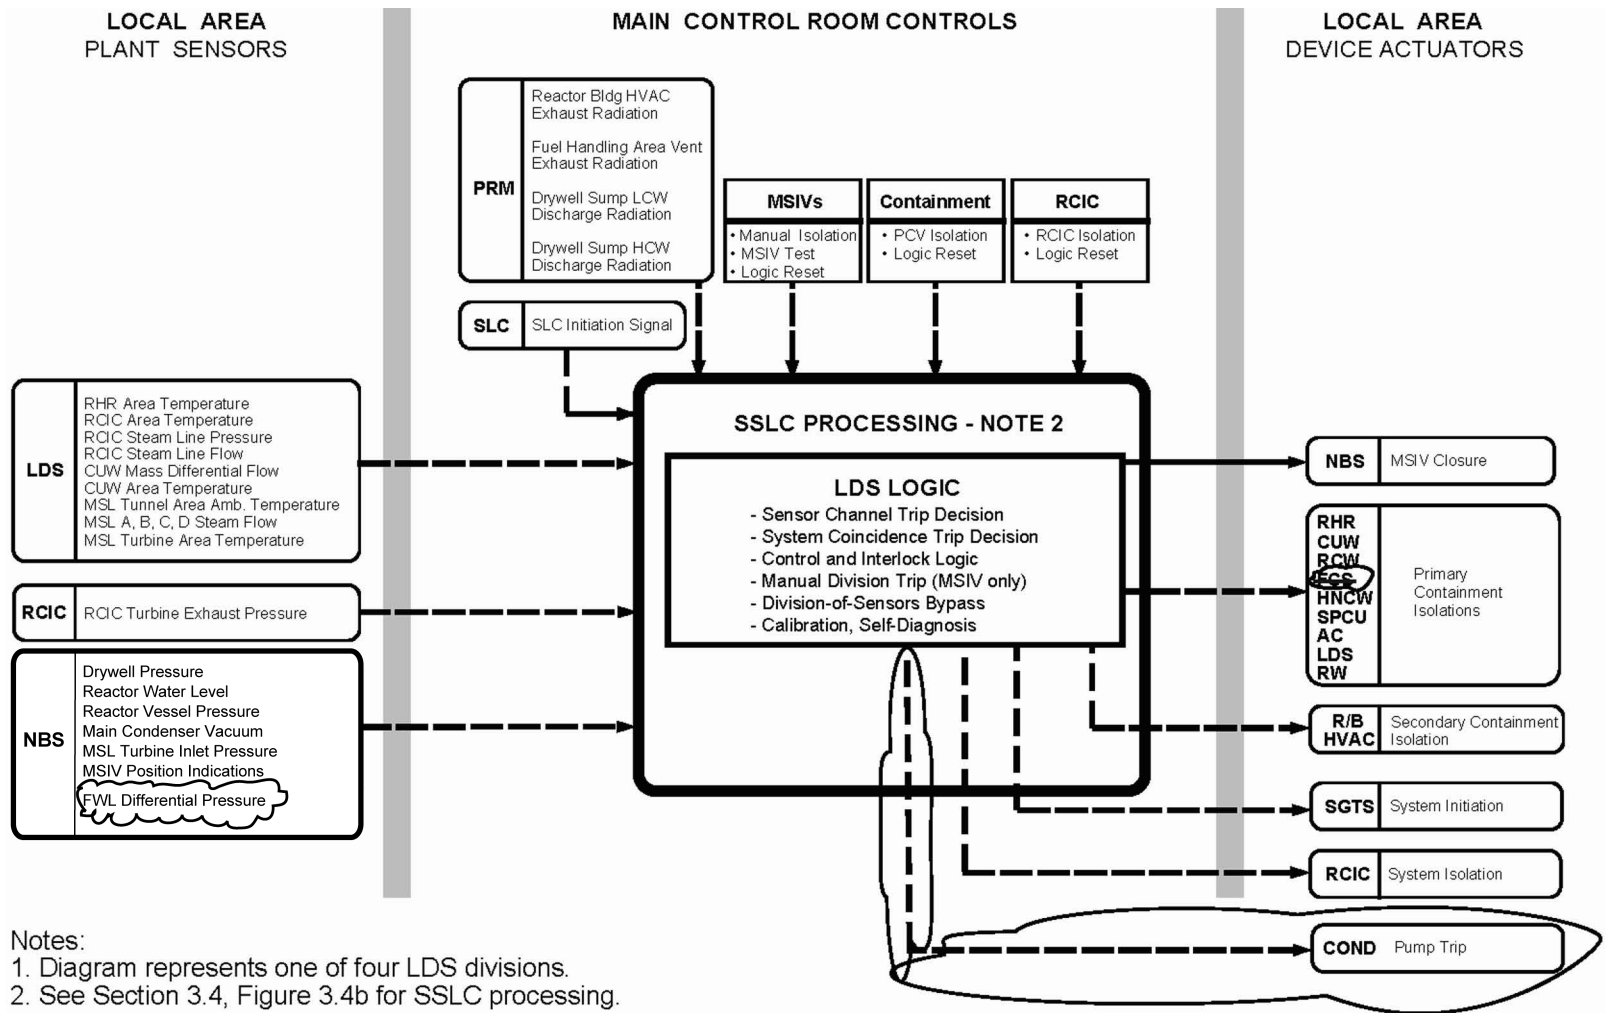 LOCAL AREA
PLANT SENSORS
MAIN CONTROL ROOM CONTROLS
LOCAL AREA
DEVICE ACTUATORS
PRM
Reactor Bldg HVAC
Exhaust Radiation
Fuel Handling Area Vent
Exhaust Radiation
Drywell Sump LCW
Discharge Radiation
Drywell Sump HCW
Discharge Radiation
MSIVs
• Manual Isolation
• MSIV Test
• Logic Reset
Containment
• PCV Isolation
• Logic Reset
RCIC
• RCIC Isolation
• Logic Reset
SLC
SLC Initiation Signal
LDS
RHR Area Temperature
RCIC Area Temperature
RCIC Steam Line Pressure
RCIC Steam Line Flow
CUW Mass Differential Flow
CUW Area Temperature
MSL Tunnel Area Amb. Temperature
MSL A, B, C, D Steam Flow
MSL Turbine Area Temperature
RCIC
RCIC Turbine Exhaust Pressure
NBS
Drywell Pressure
Reactor Water Level
Reactor Vessel Pressure
Main Condenser Vacuum
MSL Turbine Inlet Pressure
MSIV Position Indications
FWL Differential Pressure
SSLC PROCESSING - NOTE 2
LDS LOGIC
- Sensor Channel Trip Decision
- System Coincidence Trip Decision
- Control and Interlock Logic
- Manual Division Trip (MSIV only)
- Division-of-Sensors Bypass
- Calibration, Self-Diagnosis
NBS
MSIV Closure
RHR
CUW
RCW
FCS
HNCW
SPCU
AC
LDS
RW
Primary
Containment
Isolations
R/B
HVAC
Secondary Containment
Isolation
SGTS
System Initiation
RCIC
System Isolation
COND
Pump Trip
Notes:
1. Diagram represents one of four LDS divisions.
2. See Section 3.4, Figure 3.4b for SSLC processing.